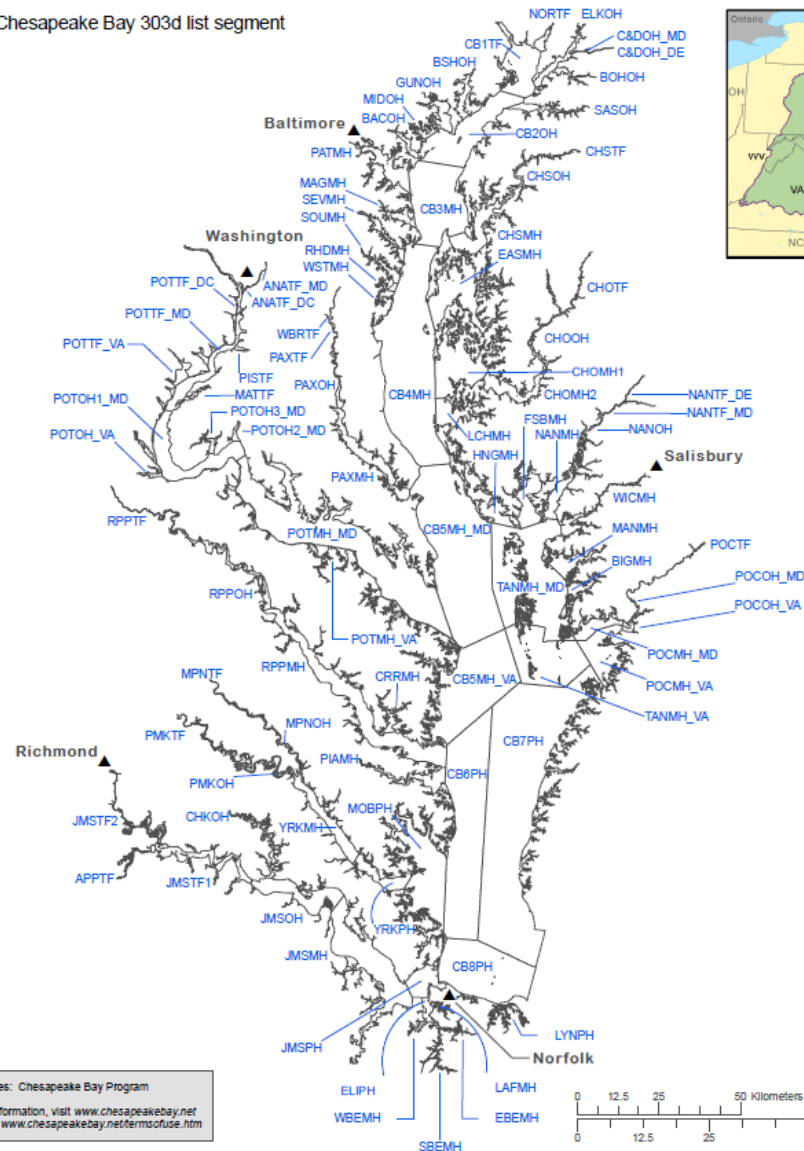 Chesapeake Bay 303d list segment
NORTF
ELKOH
CB1TF
C&DOH_MD
C&DOH_DE
BSHOH
BOHOH
GUNOH
MIDOH
SASOH
BACOH
Baltimore
CB2OH
PATMH
CHSTF
CHSOH
MAGMH
SEVMH
CB3MH
SOUMH
Washington
CHSMH
RHDMH
EASMH
WSTMH
POTTF_DC
ANATF_MD
CHOTF
ANATF_DC
POTTF_MD
WBRTF
CHOOH
POTTF_VA
PAXTF
PISTF
CHOMH1
MATTF
PAXOH
CB4MH
CHOMH2
NANTF_DE
POTOH1_MD
POTOH3_MD
FSBMH
NANTF_MD
POTOH2_MD
LCHMH
NANMH
NANOH
POTOH_VA
HNGMH
Salisbury
PAXMH
WICMH
RPPTF
POTMH_MD
CB5MH_MD
MANMH
POCTF
BIGMH
POCOH_MD
RPPOH
TANMH_MD
POCOH_VA
POTMH_VA
POCMH_MD
RPPMH
CRRMH
CB5MH_VA
POCMH_VA
MPNTF
TANMH_VA
PMKTF
MPNOH
CB7PH
Richmond
PIAMH
CB6PH
PMKOH
MOBPH
CHKOH
JMSTF2
YRKMH
APPTF
JMSTF1
JMSOH
YRKPH
JMSMH
CB8PH
LYNPH
JMSPH
Norfolk
ELIPH
LAFMH
WBEMH
EBEMH
SBEMH
Ontario
OH
WV
VA
NC
es: Chesapeake Bay Program
formation, visit www.chesapeakebay.net
www.chesapeakebay.net/termsofuse.htm
0 12.5 25 50 Kilometers
0 12.5 25